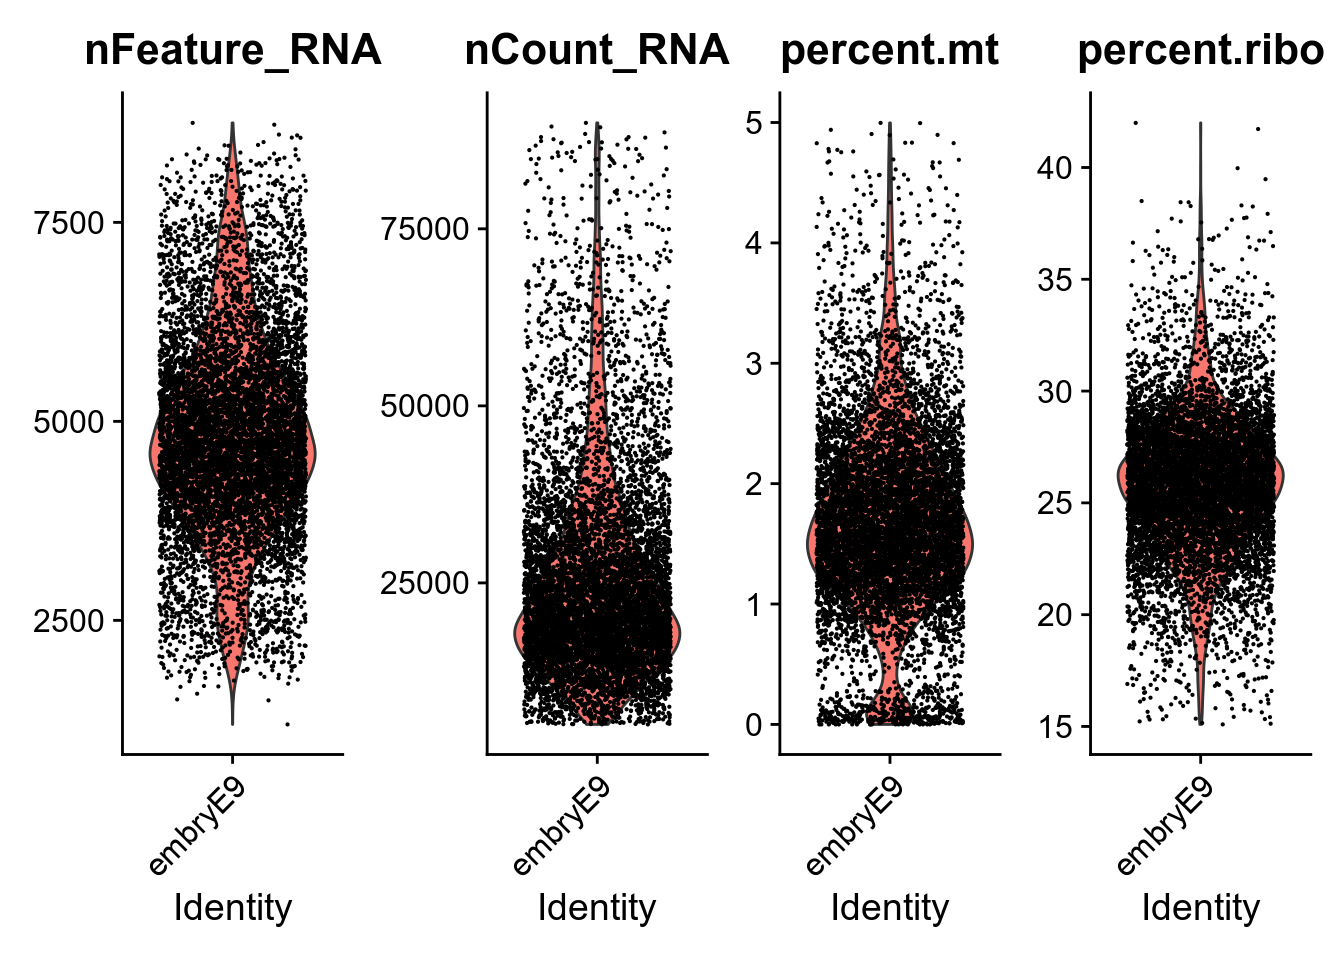 nFeature_RNA
7500
5000
2500
embryE9
Identity
nCount_RNA
75000
50000
25000
embryE9
Identity
percent.mt
5
4
3
2
1
0
embryE9
Identity
percent.ribo
40
35
30
25
20
15
embryE9
Identity